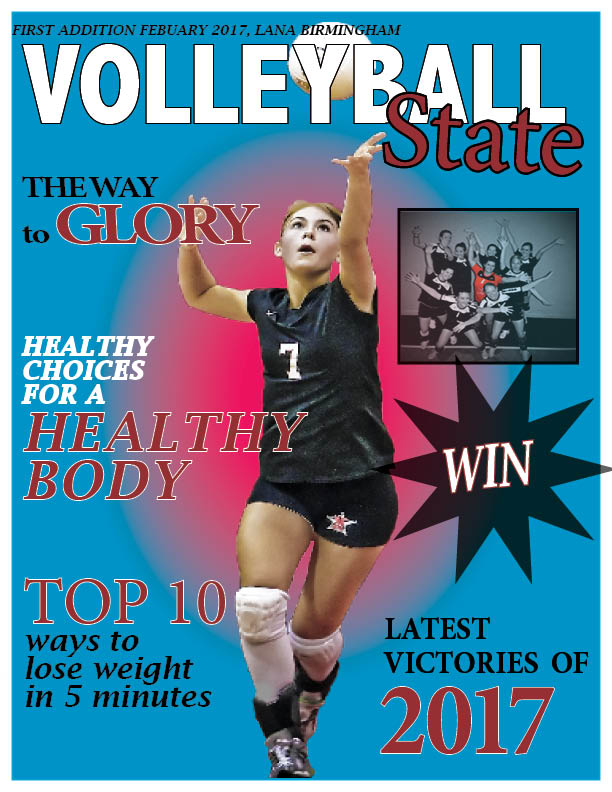 FIRST ADDITION FEBUARY 2017, LANA BIRMINGHAM
VOLLEYBALL
State
THE WAY
to GLORY
7
HEALTHY
CHOICES
FOR A
HEALTHY
BODY
WIN
TOP 10
ways to
lose weight
in 5 minutes
LATEST
VICTORIES OF
2017